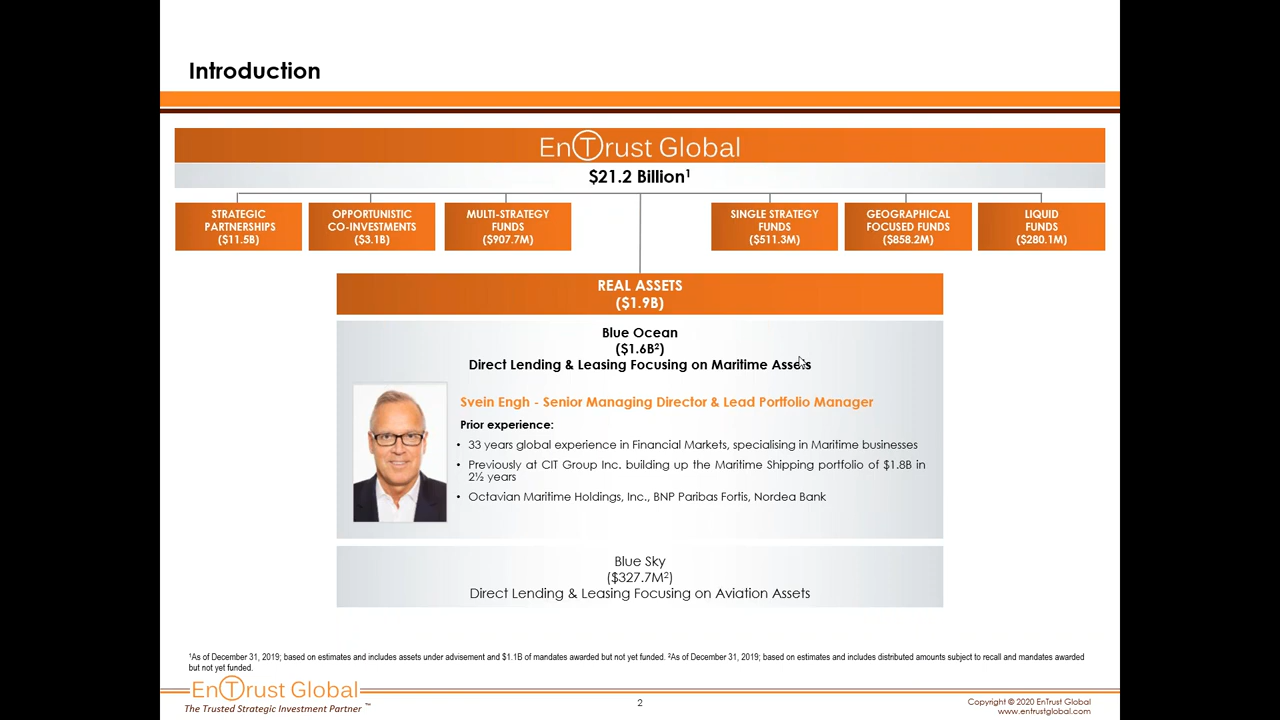 Introduction
EnTrust Global
$21.2 Billion¹
STRATEGIC
PARTNERSHIPS
($11.5B)
OPPORTUNISTIC
CO-INVESTMENTS
($3.1B)
MULTI-STRATEGY
FUNDS
($907.7M)
SINGLE STRATEGY
FUNDS
($511.3M)
GEOGRAPHICAL
FOCUSED FUNDS
($858.2M)
LIQUID
FUNDS
($280.1M)
REAL ASSETS
($1.9B)
Blue Ocean
($1.6B²)
Direct Lending & Leasing Focusing on Maritime Assets
Svein Engh - Senior Managing Director & Lead Portfolio Manager
Prior experience:
• 33 years global experience in Financial Markets, specialising in Maritime businesses
• Previously at CIT Group Inc. building up the Maritime Shipping portfolio of $1.8B in
2½ years
• Octavian Maritime Holdings, Inc., BNP Paribas Fortis, Nordea Bank
Blue Sky
($327.7M²)
Direct Lending & Leasing Focusing on Aviation Assets
¹As of December 31, 2019; based on estimates and includes assets under advisement and $1.1B of mandates awarded but not yet funded. ²As of December 31, 2019; based on estimates and includes distributed amounts subject to recall and mandates awarded
but not yet funded.
EnTrust Global
The Trusted Strategic Investment Partner ™
2
Copyright © 2020 EnTrust Global
www.entrustglobal.com